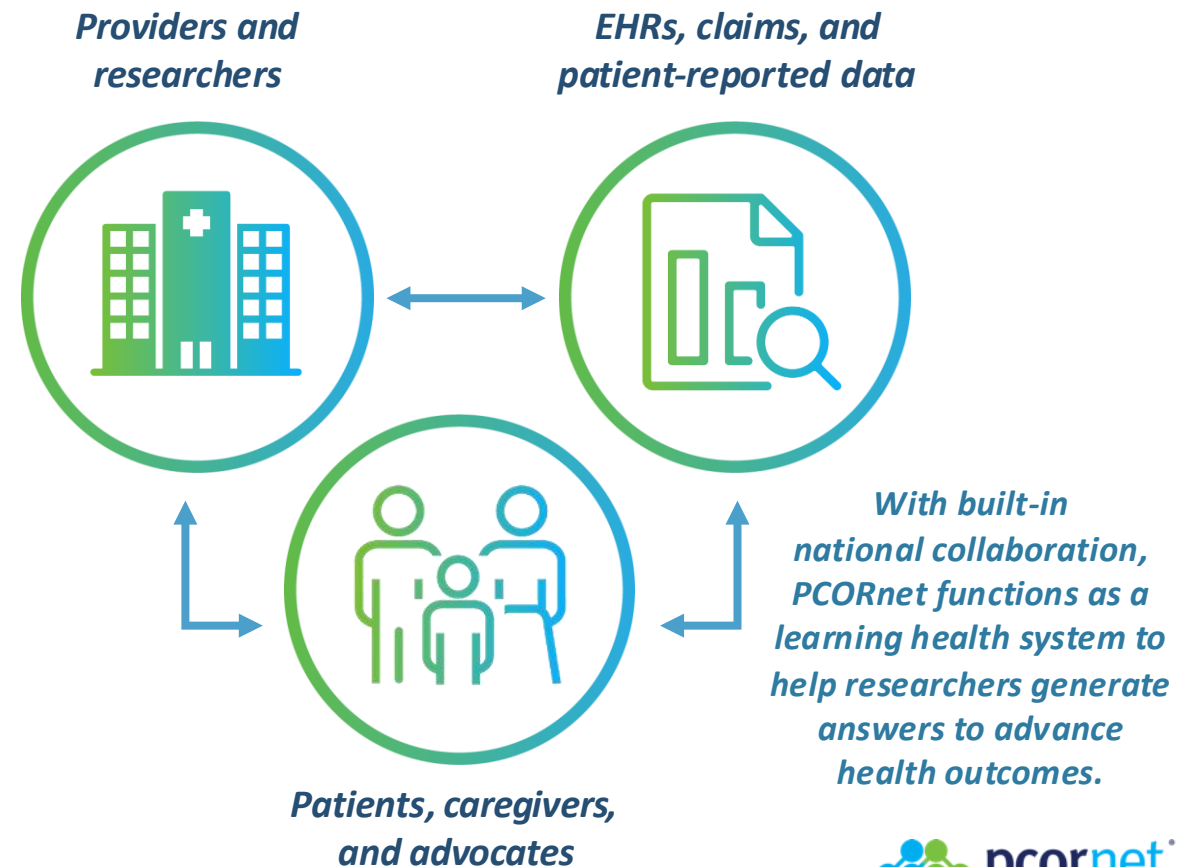 Providers and
researchers
EHRs, claims, and
patient-reported data
With built-in
national collaboration,
PCORnet functions as a
learning health system to
help researchers generate
answers to advance
health outcomes.
Patients, caregivers,
and advocates
pcornet